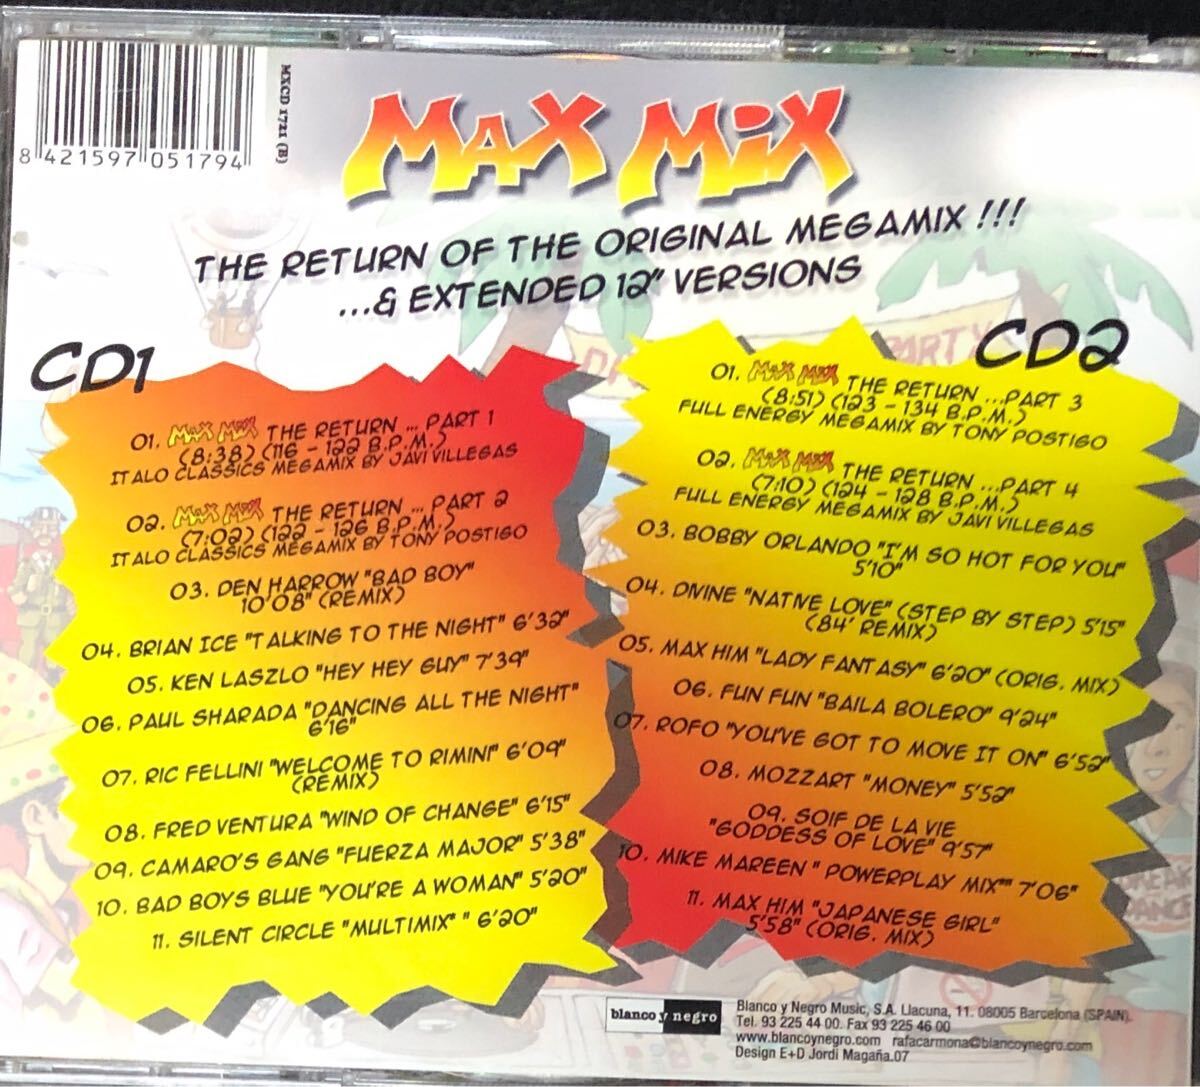 8 421597 051794
MXCD 1721 (B)
MAX MIX
THE RETURN OF THE ORIGINAL MEGAMIX !!!
...& EXTENDED 12" VERSIONS
CD1
01. MAX MIX THE RETURN ... PART 1
(8:38) (116 - 122 B.P.M.)
ITALO CLASSICS MEGAMIX BY JAVI VILLEGAS
02. MAX MIX THE RETURN ... PART 2
(7:02) (122 - 126 B.P.M.)
ITALO CLASSICS MEGAMIX BY TONY POSTIGO
03. DEN HARROW "BAD BOY"
10'08" (REMIX)
04. BRIAN ICE "TALKING TO THE NIGHT" 6'32"
05. KEN LASZLO "HEY HEY GUY" 7'39"
06. PAUL SHARADA "DANCING ALL THE NIGHT"
6'16"
07. RIC FELLINI "WELCOME TO RIMINI" 6'09"
(REMIX)
08. FRED VENTURA "WIND OF CHANGE" 6'15"
09. CAMARO'S GANG "FUERZA MAJOR" 5'38"
10. BAD BOYS BLUE "YOU'RE A WOMAN" 5'20"
11. SILENT CIRCLE "MULTIMIX" " 6'20"
PARTY
CD2
01. MAX MIX THE RETURN ...PART 3
(8:51) (123 - 134 B.P.M.)
FULL ENERGY MEGAMIX BY TONY POSTIGO
02. MAX MIX THE RETURN ...PART 4
(7:10) (124 - 128 B.P.M.)
FULL ENERGY MEGAMIX BY JAVI VILLEGAS
03. BOBBY ORLANDO "I'M SO HOT FOR YOU"
5'10"
04. DIVINE "NATIVE LOVE" (STEP BY STEP) 5'15"
(84' REMIX)
05. MAX HIM "LADY FANTASY" 6'20" (ORIG. MIX)
06. FUN FUN "BAILA BOLERO" 9'24"
07. ROFO "YOU'VE GOT TO MOVE IT ON" 6'52"
08. MOZZART "MONEY" 5'52"
09. SOIF DE LA VIE
"GODDESS OF LOVE" 9'57"
10. MIKE MAREEN " POWERPLAY MIX"" 7'06"
11. MAX HIM "JAPANESE GIRL"
5'58" (ORIG. MIX)
BREAK
DANCE
blanco y negro
Blanco y Negro Music, S.A. Llacuna, 11. 08005 Barcelona (SPAIN).
Tel. 93 225 44 00. Fax 93 225 46 00
www.blancoynegro.com rafacarmona@blancoynegro.com
Design E+D Jordi Magaña.07